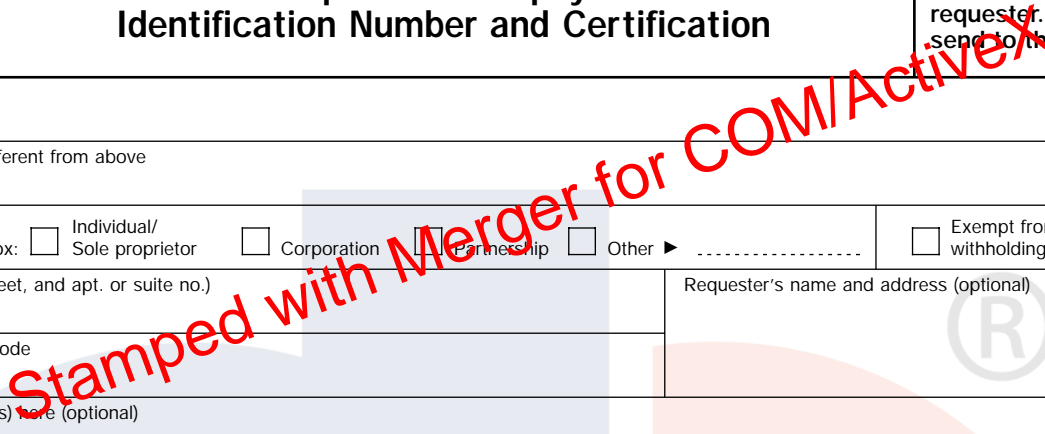 Identification Number and Certification
requester.
send to th
ferent from above
ox:
Individual/
Sole proprietor
Corporation
Partnership
Other ►
Exempt fro
withholding
eet, and apt. or suite no.)
Requester's name and address (optional)
ode
s) here (optional)
Stamped with Merger for COM/ActiveX
®